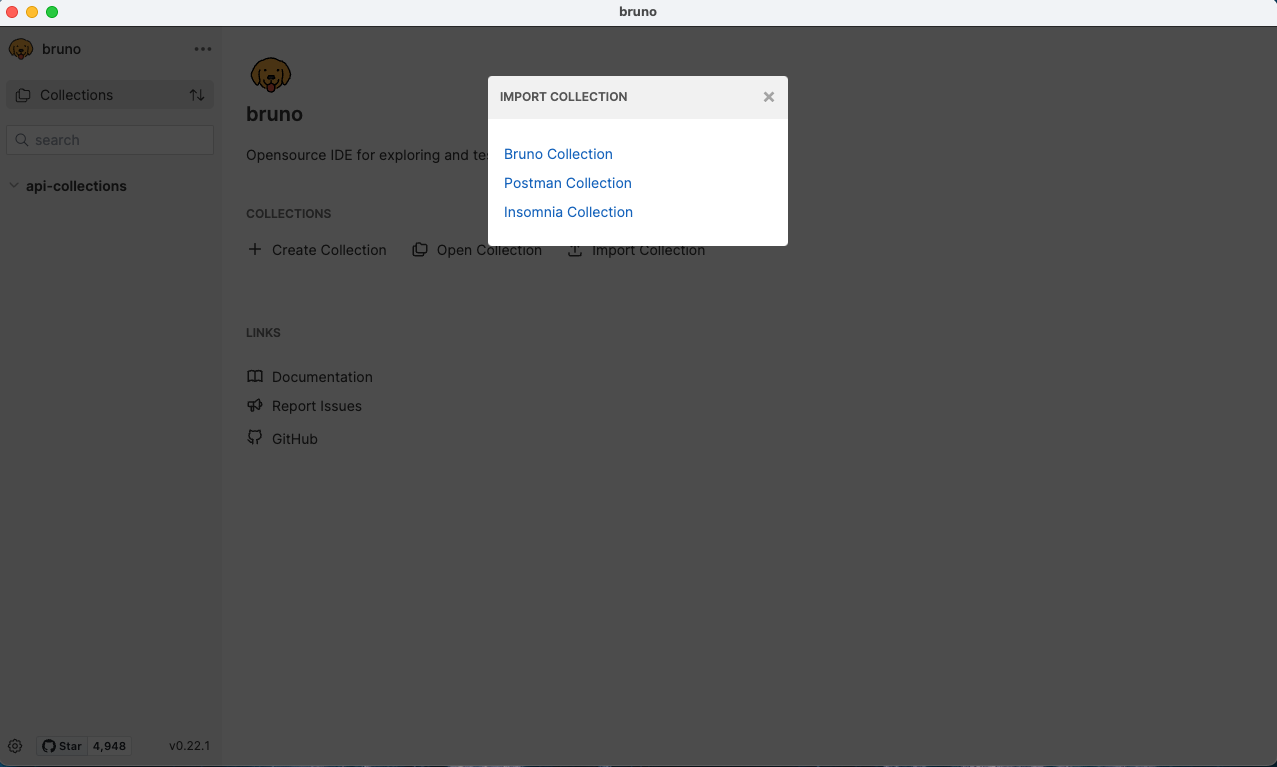 bruno
bruno
Collections
search
api-collections
Star 4,948
v0.22.1
bruno
Opensource IDE for exploring and
COLLECTIONS
Create Collection
Open Collection
Import Collection
LINKS
Documentation
Report Issues
GitHub
IMPORT COLLECTION
Bruno Collection
Postman Collection
Insomnia Collection